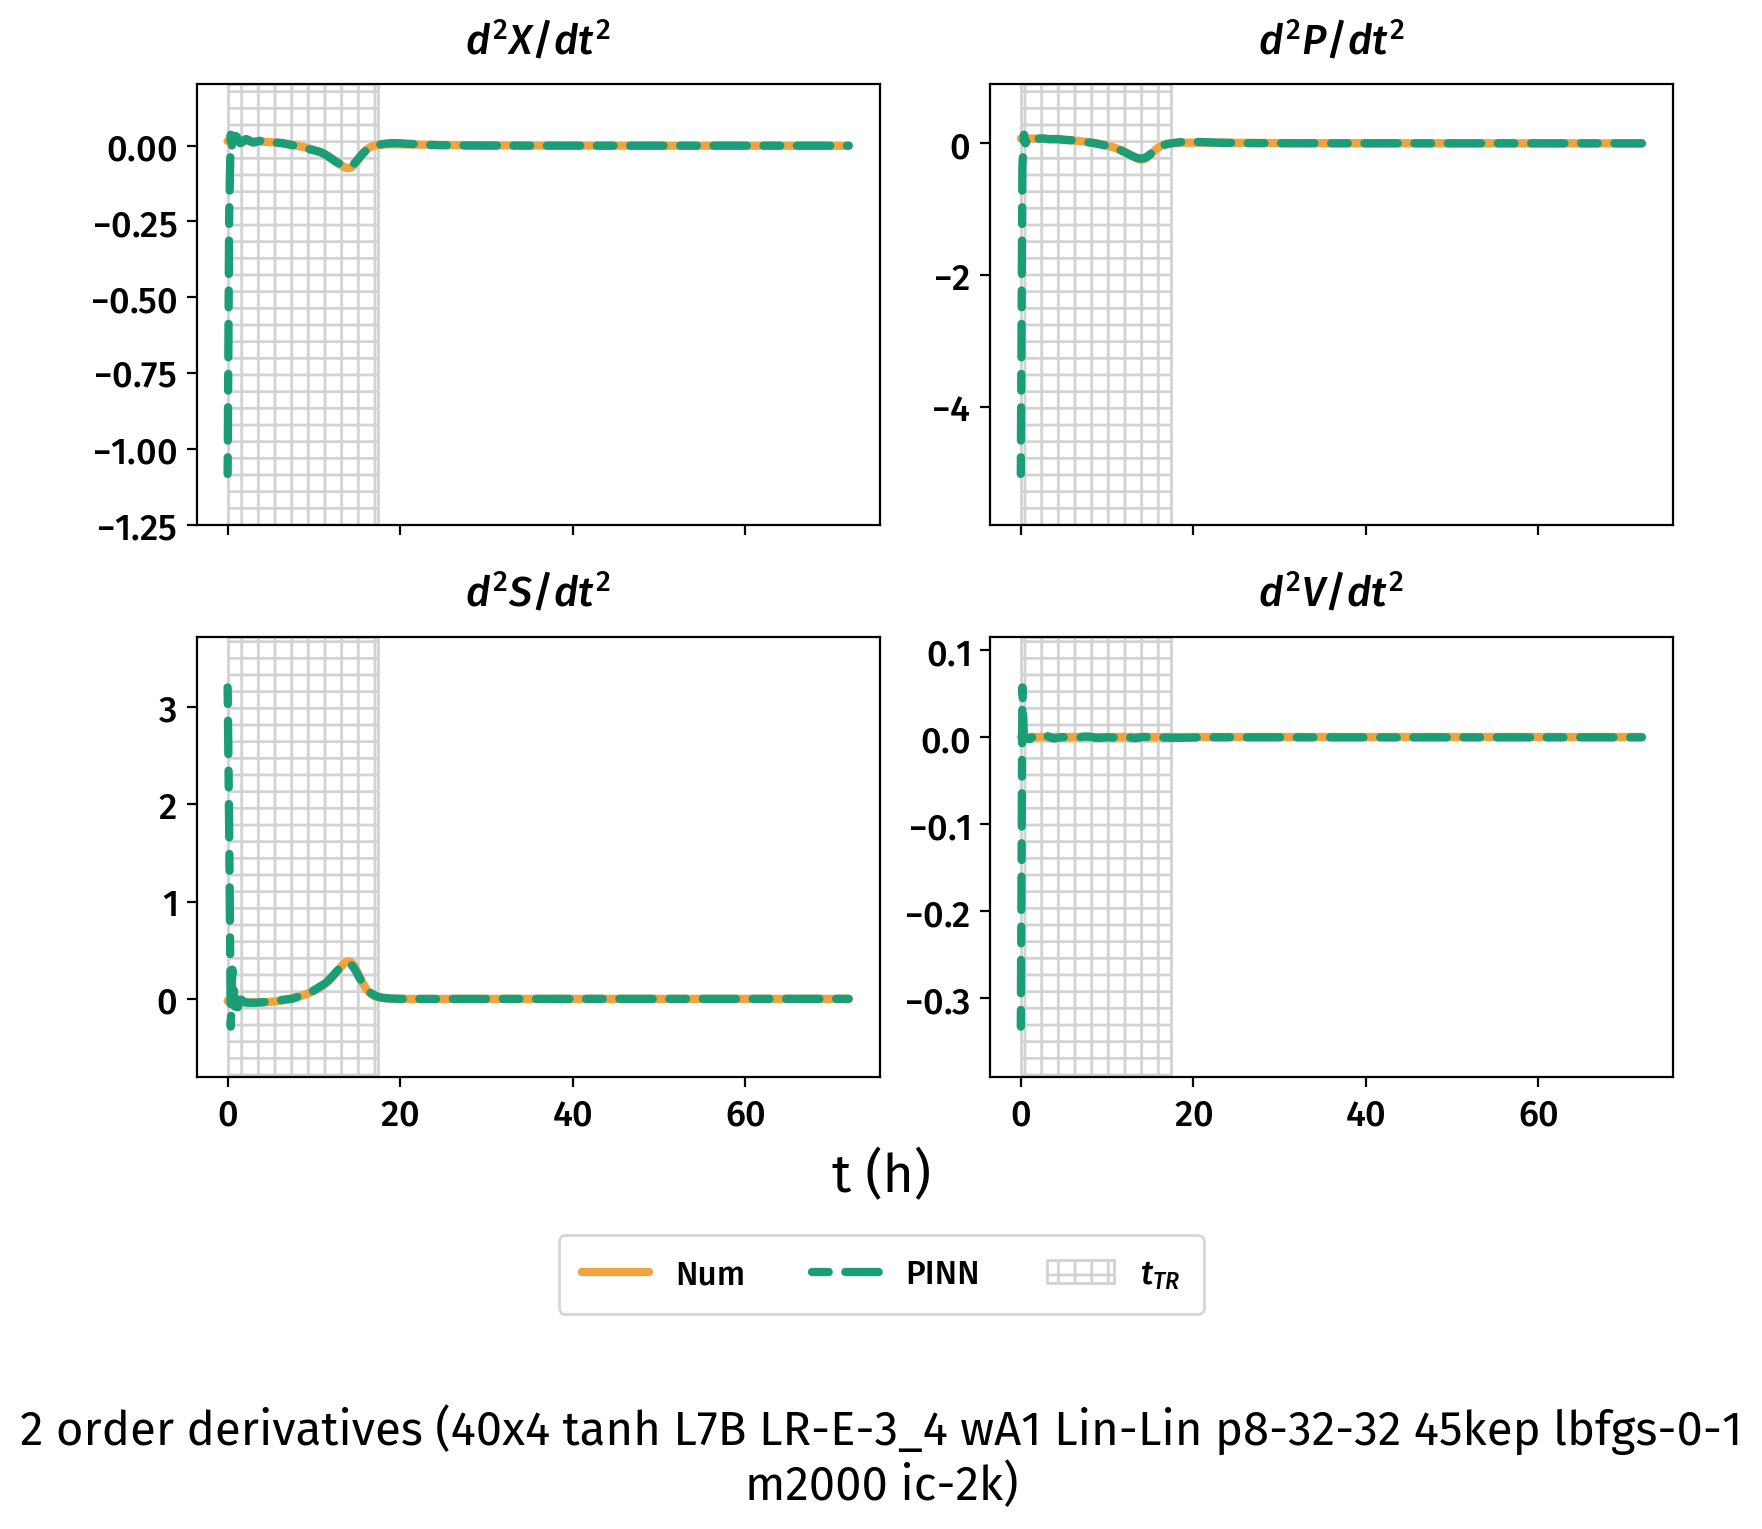 d²X/dt²
d²P/dt²
0.00
−0.25
−0.50
−0.75
−1.00
−1.25
0
−2
−4
d²S/dt²
d²V/dt²
3
2
1
0
0.1
0.0
−0.1
−0.2
−0.3
0 20 40 60
0 20 40 60
t (h)
Num PINN t_TR
2 order derivatives (40x4 tanh L7B LR-E-3_4 wA1 Lin-Lin p8-32-32 45kep lbfgs-0-1
m2000 ic-2k)